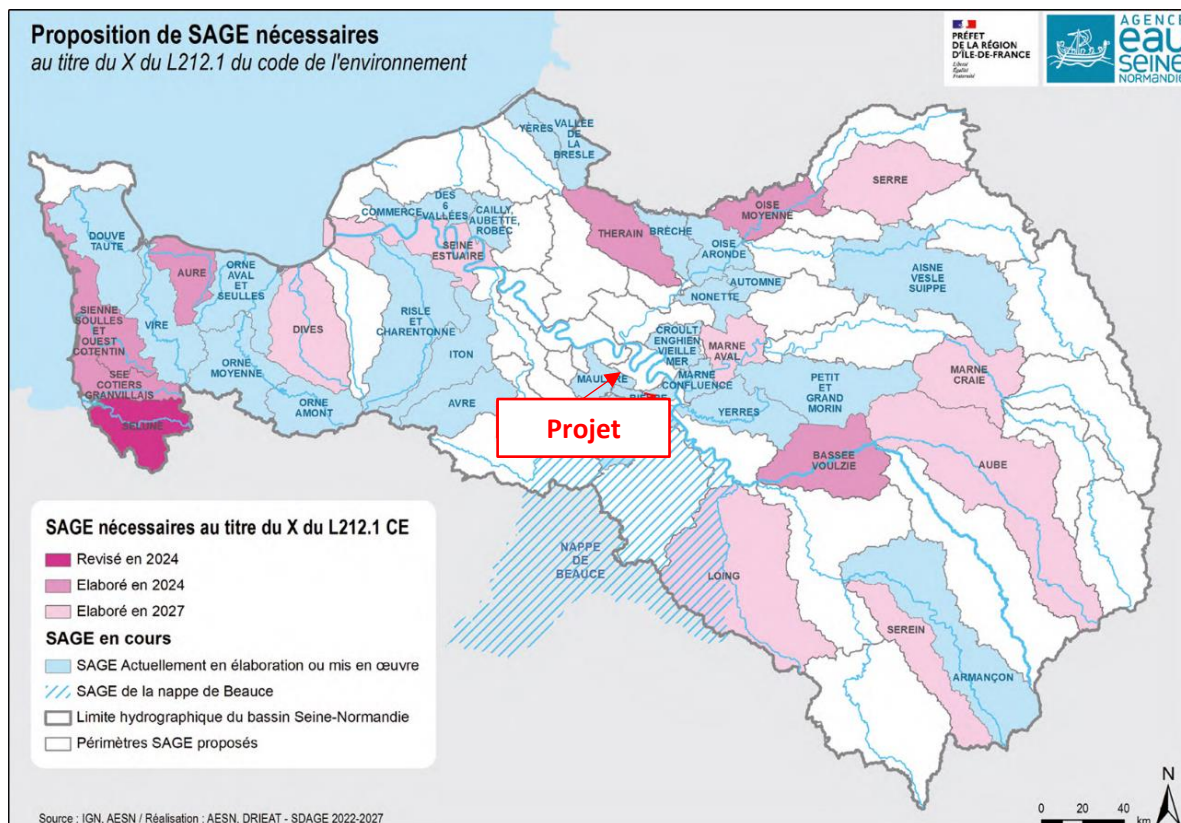 Proposition de SAGE nécessaires
au titre du X du L212.1 du code de l'environnement
PRÉFET
DE LA RÉGION
D'ÎLE-DE-FRANCE
Liberté
Égalité
Fraternité
AGENCE
eau
SEINE
NORMANDIE
YÈRES
VALLÉE
DE
LA
BRESLE
SERRE
OISE
MOYENNE
COMMERCE
DES
6
VALLÉES
CAILLY,
AUBETTE,
ROBEC
THERAIN
BRÈCHE
OISE
ARONDE
SEINE
ESTUAIRE
DOUVE
TAUTE
AURE
ORNE
AVAL
ET
SEULLES
AISNE
VESLE
SUIPPE
AUTOMNE
NONETTE
SIENNE
SOULLES
ET
OUEST
COTENTIN
VIRE
DIVES
RISLE
ET
CHARENTONNE
ITON
CROULT
ENGHIEN
VIEILLE
MER
MARNE
AVAL
ORNE
MOYENNE
MAULDRE
MARNE
CONFLUENCE
PETIT
ET
GRAND
MORIN
MARNE
CRAIE
SEE
COTIERS
GRANVILLAIS
ORNE
AMONT
AVRE
YERRES
SELUNE
Projet
BASSEE
VOULZIE
AUBE
NAPPE
DE
BEAUCE
LOING
SEREIN
ARMANÇON
SAGE nécessaires au titre du X du L212.1 CE
Revisé en 2024
Elaboré en 2024
Elaboré en 2027
SAGE en cours
SAGE Actuellement en élaboration ou mis en œuvre
SAGE de la nappe de Beauce
Limite hydrographique du bassin Seine-Normandie
Périmètres SAGE proposés
Source : IGN, AESN / Réalisation : AESN, DRIEAT - SDAGE 2022-2027
N
0 20 40
km